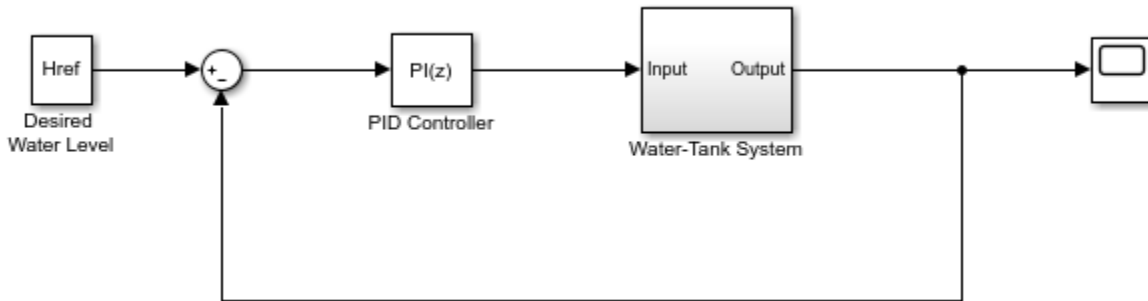 Href
Desired
Water Level
+
−
PI(z)
PID Controller
Input
Output
Water-Tank System